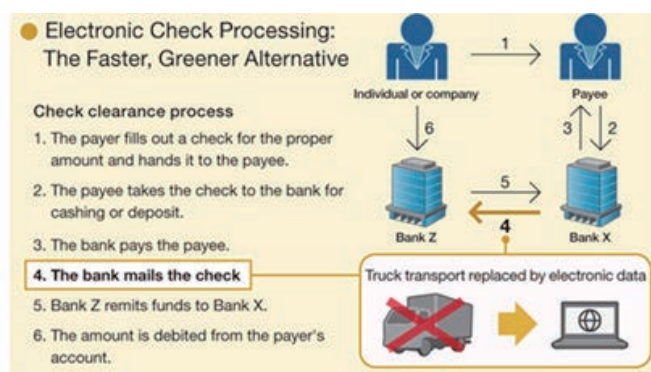 Electronic Check Processing:
The Faster, Greener Alternative
Check clearance process
1. The payer fills out a check for the proper
amount and hands it to the payee.
2. The payee takes the check to the bank for
cashing or deposit.
3. The bank pays the payee.
4. The bank mails the check
5. Bank Z remits funds to Bank X.
6. The amount is debited from the payer's
account.
1
Individual or company
Payee
6
3
2
5
4
Bank Z
Bank X
Truck transport replaced by electronic data